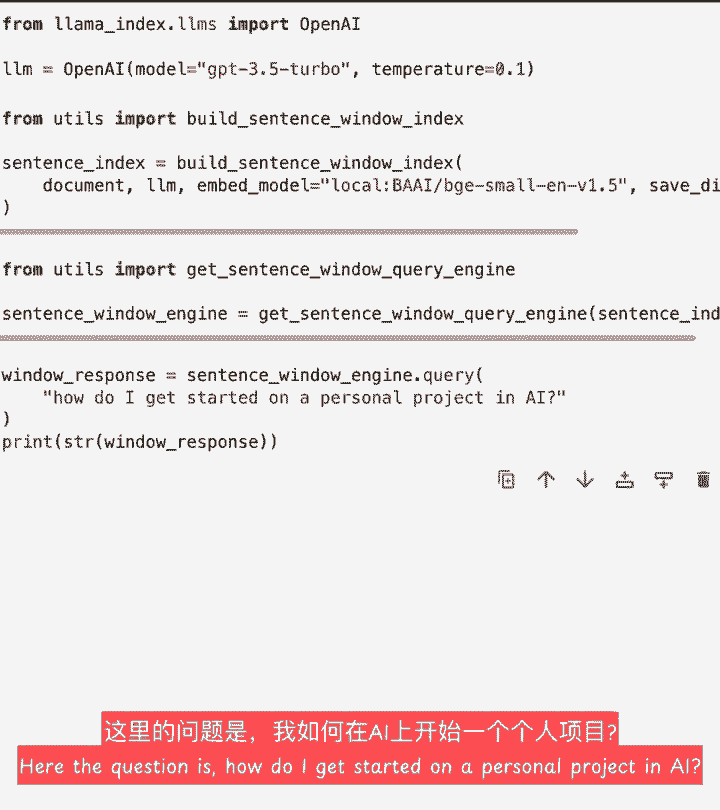 from llama_index.llms import OpenAI
llm = OpenAI(model="gpt-3.5-turbo", temperature=0.1)
from utils import build_sentence_window_index
sentence_index = build_sentence_window_index(
    document, llm, embed_model="local:BAAI/bge-small-en-v1.5", save_di
)
from utils import get_sentence_window_query_engine
sentence_window_engine = get_sentence_window_query_engine(sentence_ind
window_response = sentence_window_engine.query(
    "how do I get started on a personal project in AI?"
)
print(str(window_response))
这里的问题是，我如何在AI上开始一个个人项目?
Here the question is, how do I get started on a personal project in AI?